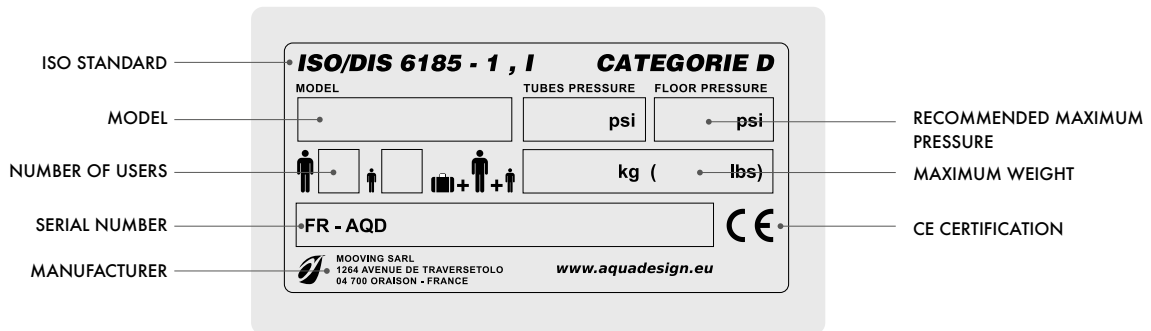 ISO STANDARD
ISO/DIS 6185 - 1 , I CATEGORIE D
MODEL TUBES PRESSURE FLOOR PRESSURE
MODEL
psi psi
RECOMMENDED MAXIMUM
PRESSURE
NUMBER OF USERS
kg ( lbs)
MAXIMUM WEIGHT
SERIAL NUMBER
FR - AQD
CE
CE CERTIFICATION
MANUFACTURER
MOOVING SARL
1264 AVENUE DE TRAVERSETOLO
04 700 ORAISON - FRANCE
www.aquadesign.eu